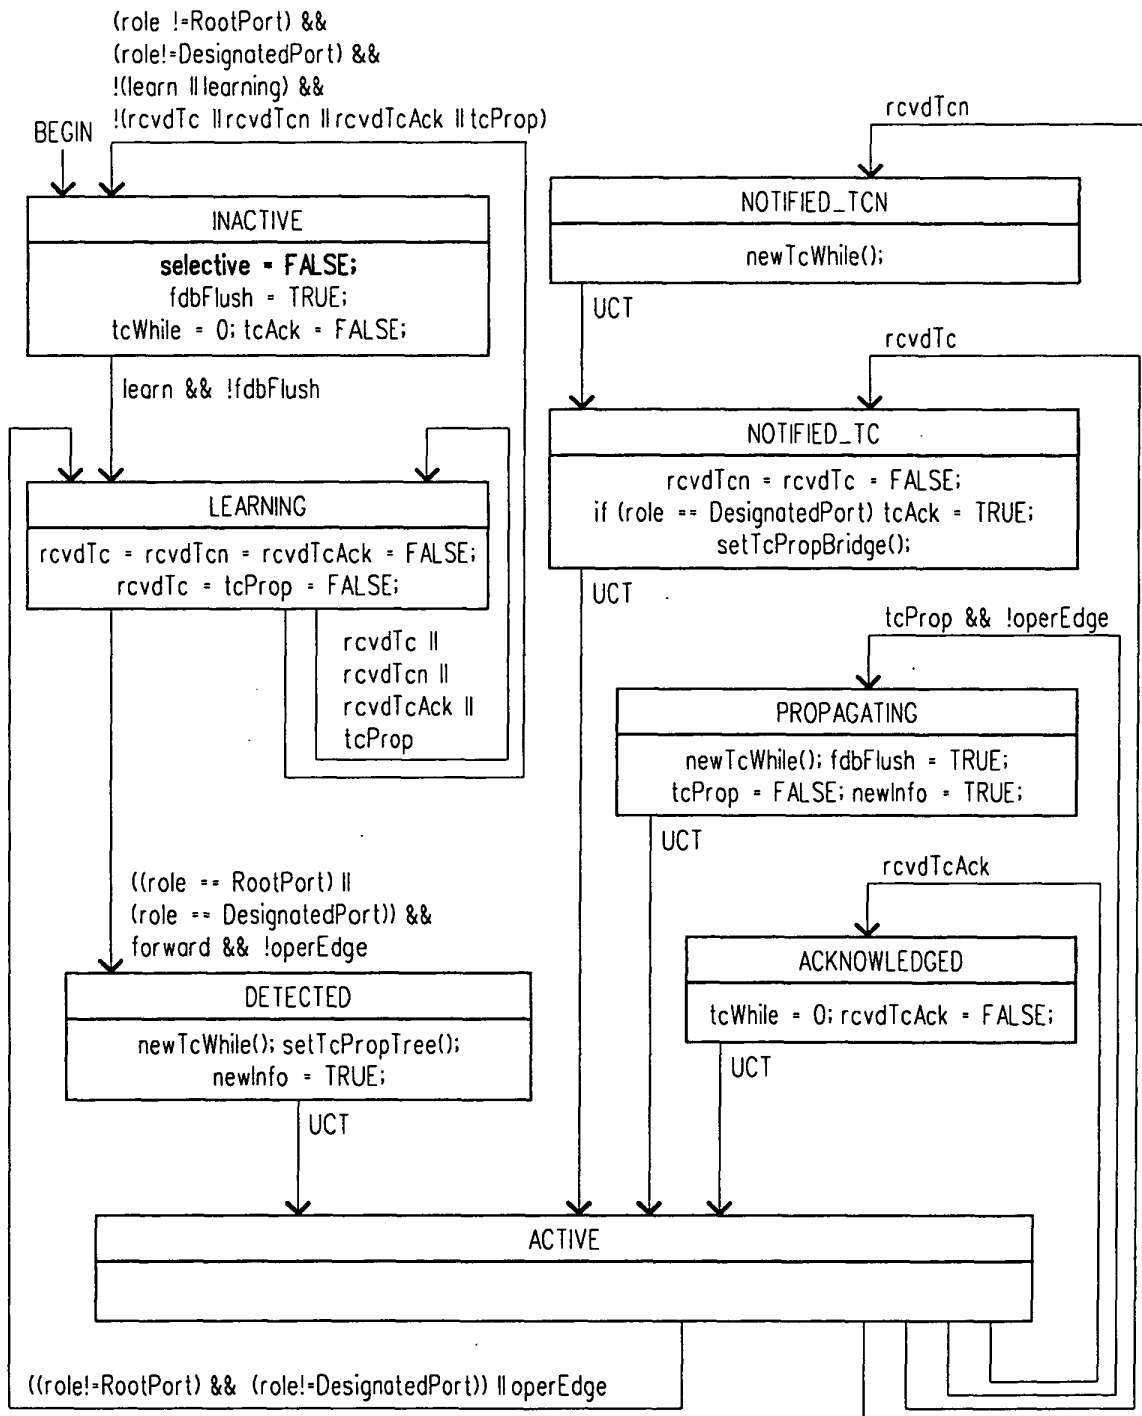 (role !=RootPort) &&
(role!=DesignatedPort) &&
!(learn || learning) &&
!(rcvdTc || rcvdTcn || rcvdTcAck || tcProp)
BEGIN
INACTIVE
selective = FALSE;
fdbFlush = TRUE;
tcWhile = 0; tcAck = FALSE;
learn && !fdbFlush
LEARNING
rcvdTc = rcvdTcn = rcvdTcAck = FALSE;
rcvdTc = tcProp = FALSE;
rcvdTc ||
rcvdTcn ||
rcvdTcAck ||
tcProp
((role == RootPort) ||
(role == DesignatedPort)) &&
forward && !operEdge
DETECTED
newTcWhile(); setTcPropTree();
newInfo = TRUE;
UCT
rcvdTcn
NOTIFIED_TCN
newTcWhile();
UCT
rcvdTc
NOTIFIED_TC
rcvdTcn = rcvdTc = FALSE;
if (role == DesignatedPort) tcAck = TRUE;
setTcPropBridge();
UCT
tcProp && !operEdge
PROPAGATING
newTcWhile(); fdbFlush = TRUE;
tcProp = FALSE; newInfo = TRUE;
UCT
rcvdTcAck
ACKNOWLEDGED
tcWhile = 0; rcvdTcAck = FALSE;
UCT
ACTIVE
((role!=RootPort) && (role!=DesignatedPort)) || operEdge